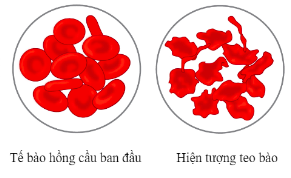 Tế bào hồng cầu ban đầu
Hiện tượng teo bào